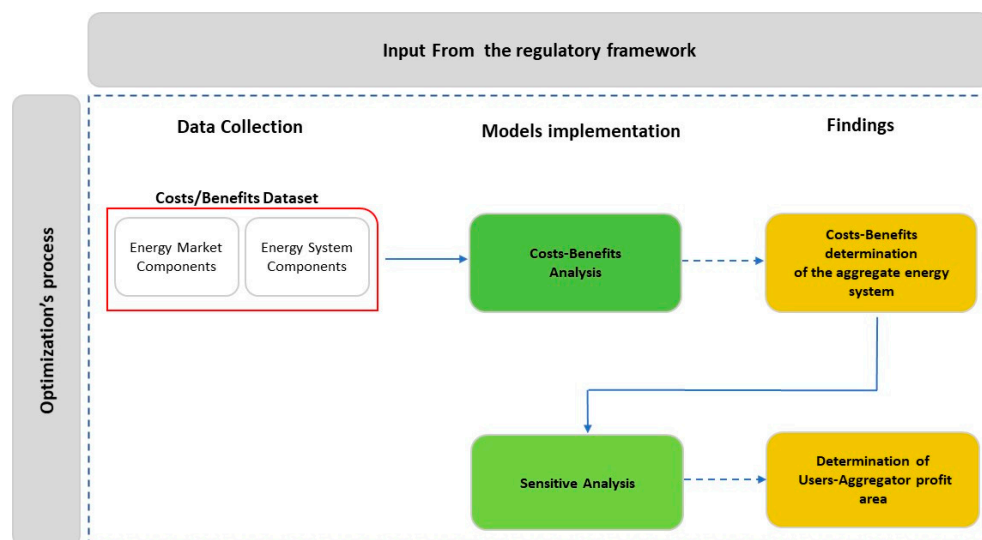 Input From the regulatory framework
Optimization's process
Data Collection
Models implementation
Findings
Costs/Benefits Dataset
Energy Market
Components
Energy System
Components
Costs-Benefits
Analysis
Costs-Benefits
determination
of the aggregate energy
system
Sensitive Analysis
Determination of
Users-Aggregator profit
area